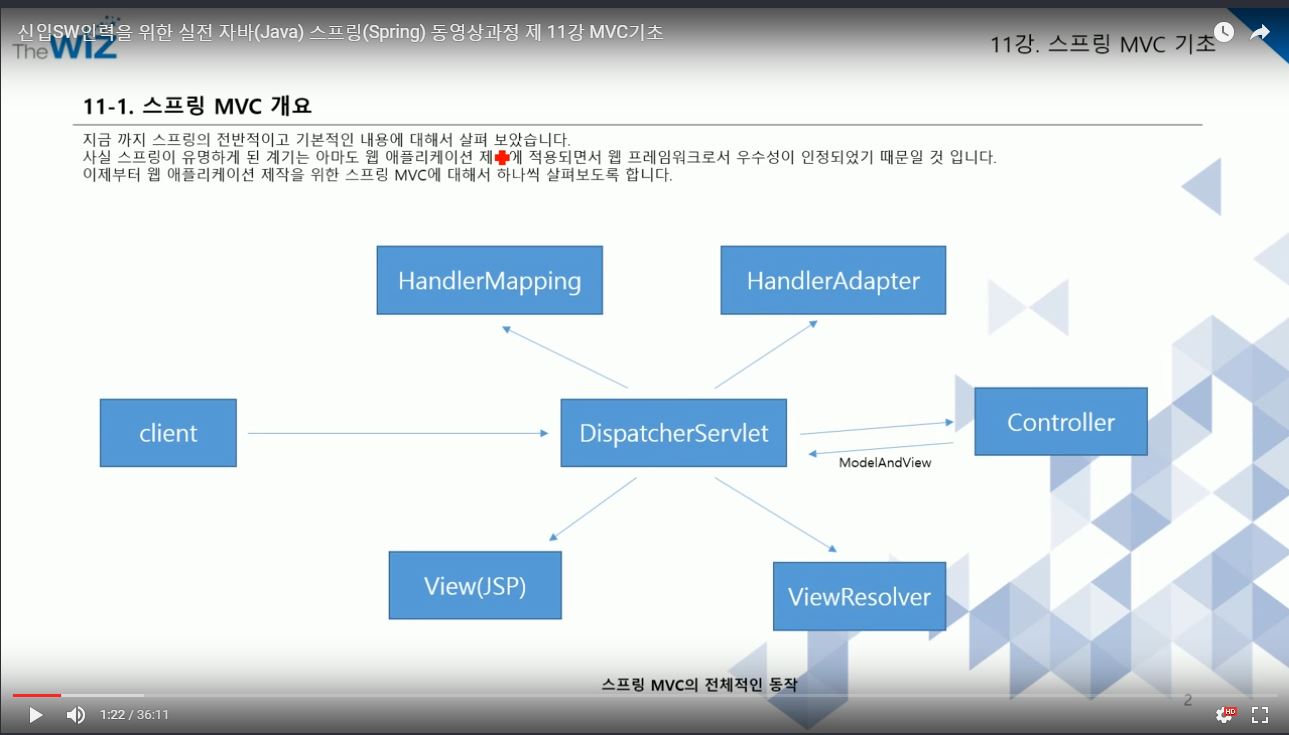 신입SW인력을 위한 실전 자바(Java) 스프링(Spring) 동영상과정 제 11강 MVC기초
TheWIZ
11강. 스프링 MVC 기초
11-1. 스프링 MVC 개요
지금 까지 스프링의 전반적이고 기본적인 내용에 대해서 살펴 보았습니다.
사실 스프링이 유명하게 된 계기는 아마도 웹 애플리케이션 제에 적용되면서 웹 프레임워크로서 우수성이 인정되었기 때문일 것 입니다.
이제부터 웹 애플리케이션 제작을 위한 스프링 MVC에 대해서 하나씩 살펴보도록 합니다.
HandlerMapping
HandlerAdapter
client
DispatcherServlet
Controller
ModelAndView
View(JSP)
ViewResolver
스프링 MVC의 전체적인 동작
2
1:22 / 36:11
HD